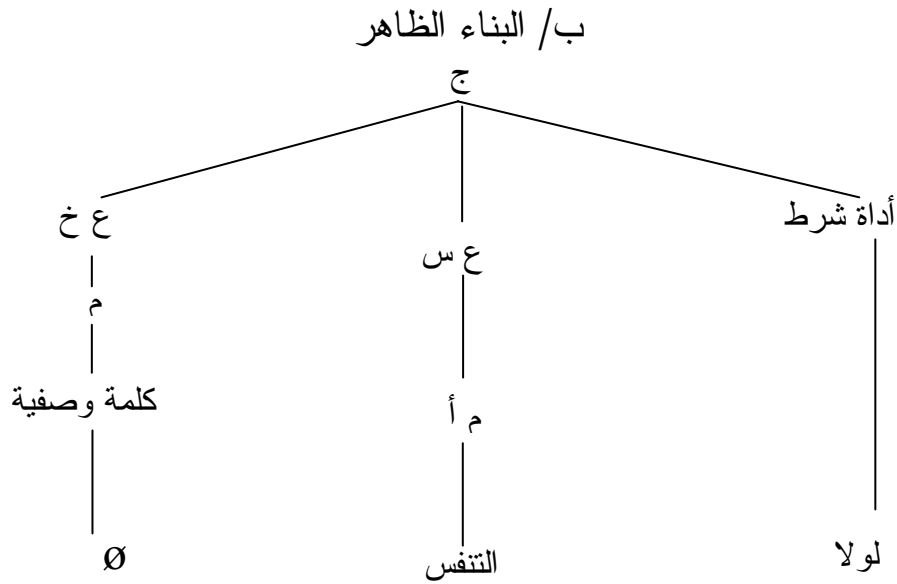 ب/ البناء الظاهر
ج
أداة شرط
ع س
ع خ
م
كلمة وصفية
م أ
لولا
التنفس
Ø